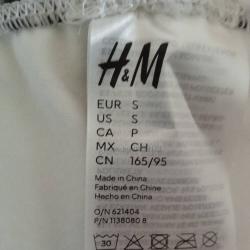 H&M
EUR S
US S
CA P
MX CH
CN 165/95
Made in China
Fabriqué en Chine
Hecho en China
O/N 621404
P/N 1138080 8
30